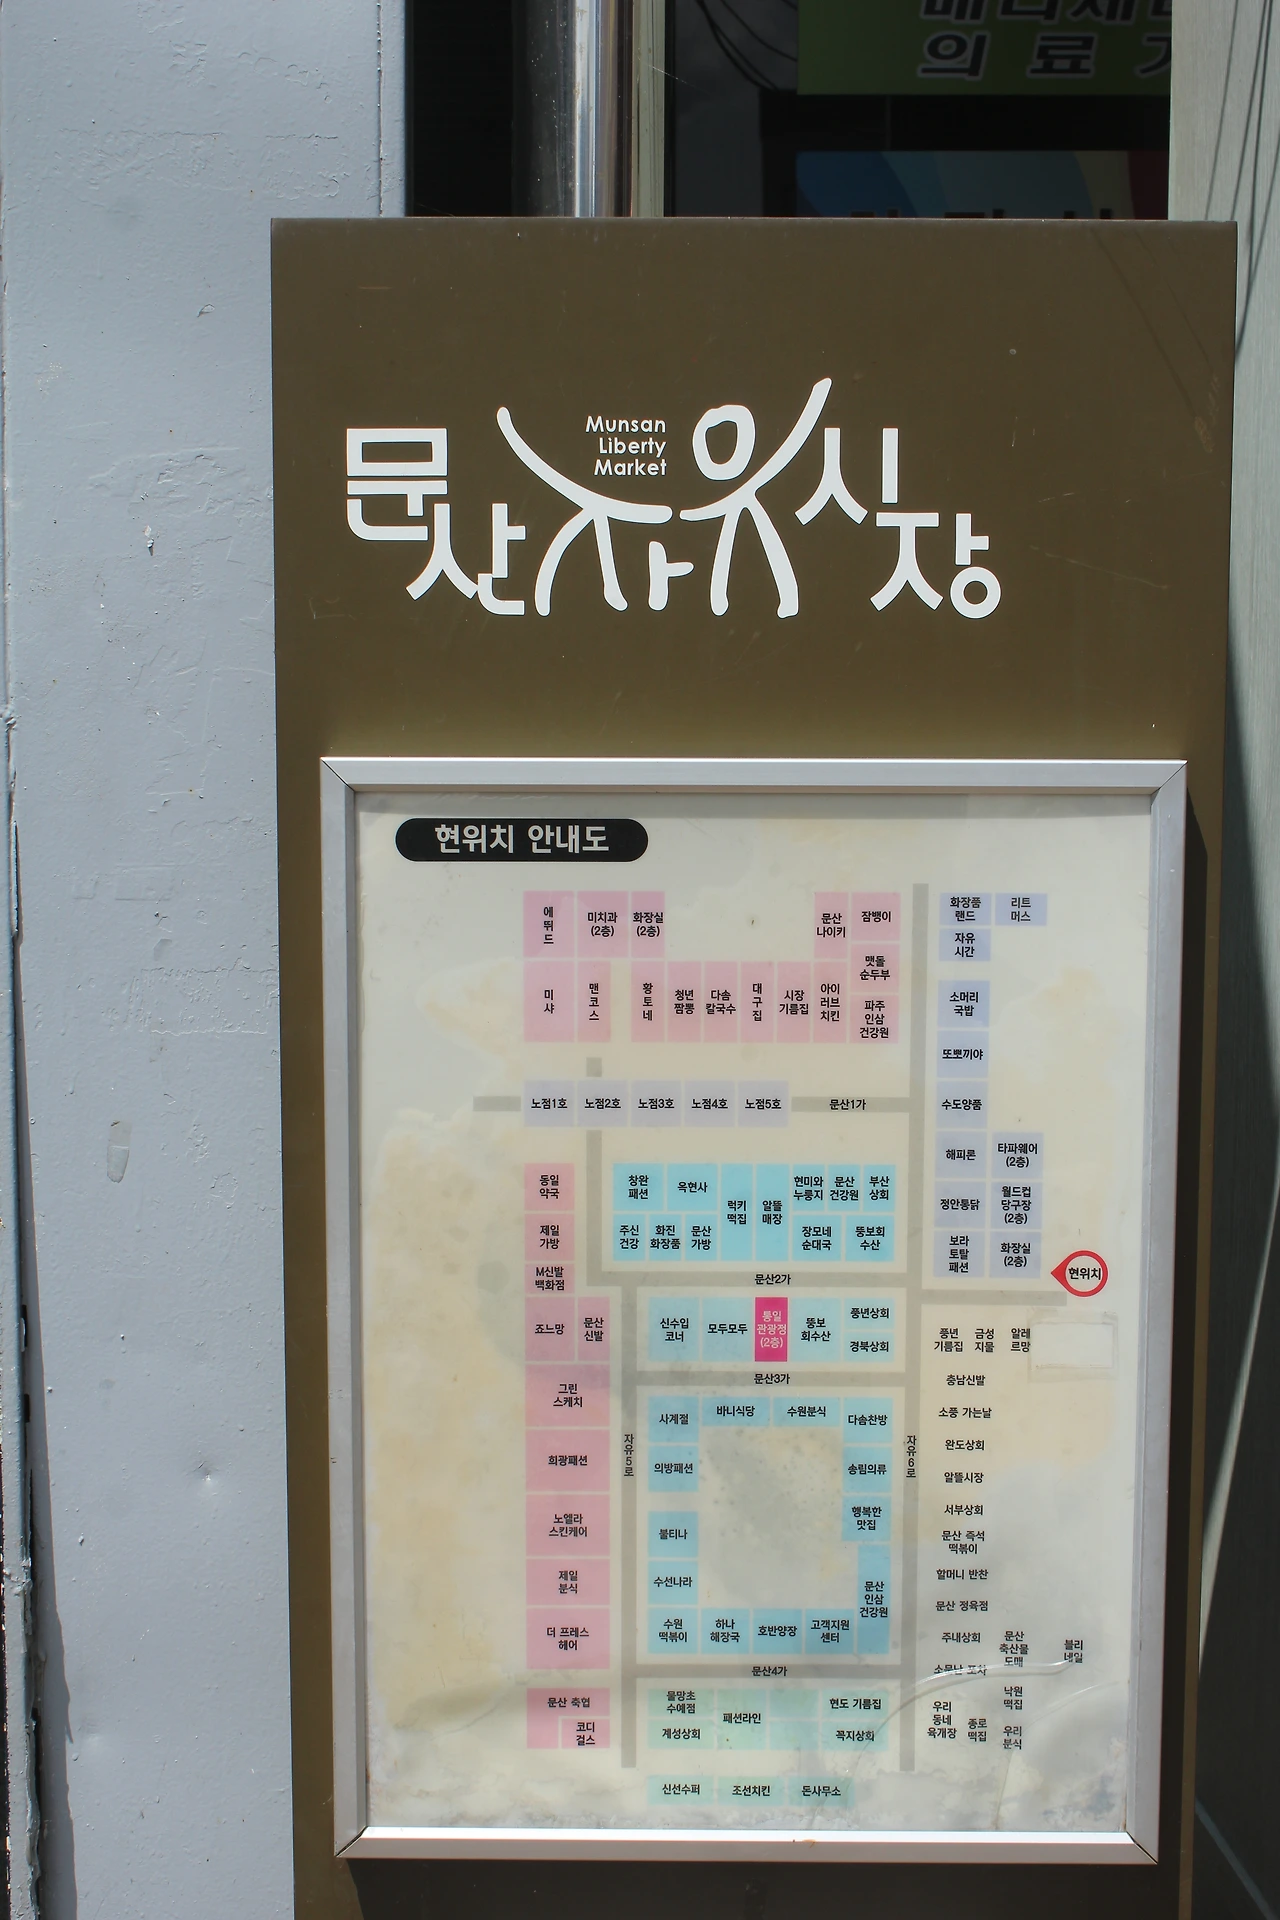 의 료
Munsan
Liberty
Market
문산자유시장
현위치 안내도
에뛰드
미치과
(2층)
화장실
(2층)
문산
나이키
잠뱅이
화장품
랜드
리트
머스
자유
시간
맷돌
순두부
미샤
맨코스
황토네
청년
짬뽕
다솜
칼국수
대구집
시장
기름집
아이
러브
치킨
파주
인삼
건강원
소머리
국밥
또뽀끼야
노점1호
노점2호
노점3호
노점4호
노점5호
문산1가
수도양품
해피론
타파웨어
(2층)
동일
약국
창완
패션
옥현사
럭키
떡집
알뜰
매장
현미와
누룽지
문산
건강원
부산
상회
정안통닭
월드컵
당구장
(2층)
제일
가방
주신
건강
화진
화장품
문산
가방
장모네
순대국
뚱보회
수산
보라
토탈
패션
화장실
(2층)
현위치
M신발
백화점
문산2가
죠느망
문산
신발
신수입
코너
모두모두
통일
관광정
(2층)
뚱보
회수산
풍년상회
경북상회
풍년
기름집
금성
지물
알레
르망
문산3가
충남신발
그린
스케치
사계절
바니식당
수원분식
다솜찬방
소풍 가는날
자유5로
자유6로
완도상회
희광패션
의방패션
송림의류
알뜰시장
노엘라
스킨케어
불티나
행복한
맛집
서부상회
문산 즉석
떡볶이
제일
분식
수선나라
문산
인삼
건강원
할머니 반찬
문산 정육점
더 프레스
헤어
수원
떡볶이
하나
해장국
호반양장
고객지원
센터
주내상회
문산
축산물
도매
블리
네일
문산4가
소문난 포차
문산 축협
코디
걸스
물망초
수예점
패션라인
현도 기름집
계성상회
꼭지상회
우리
동네
육개장
종로
떡집
낙원
떡집
우리
분식
신선수퍼
조선치킨
돈사무소